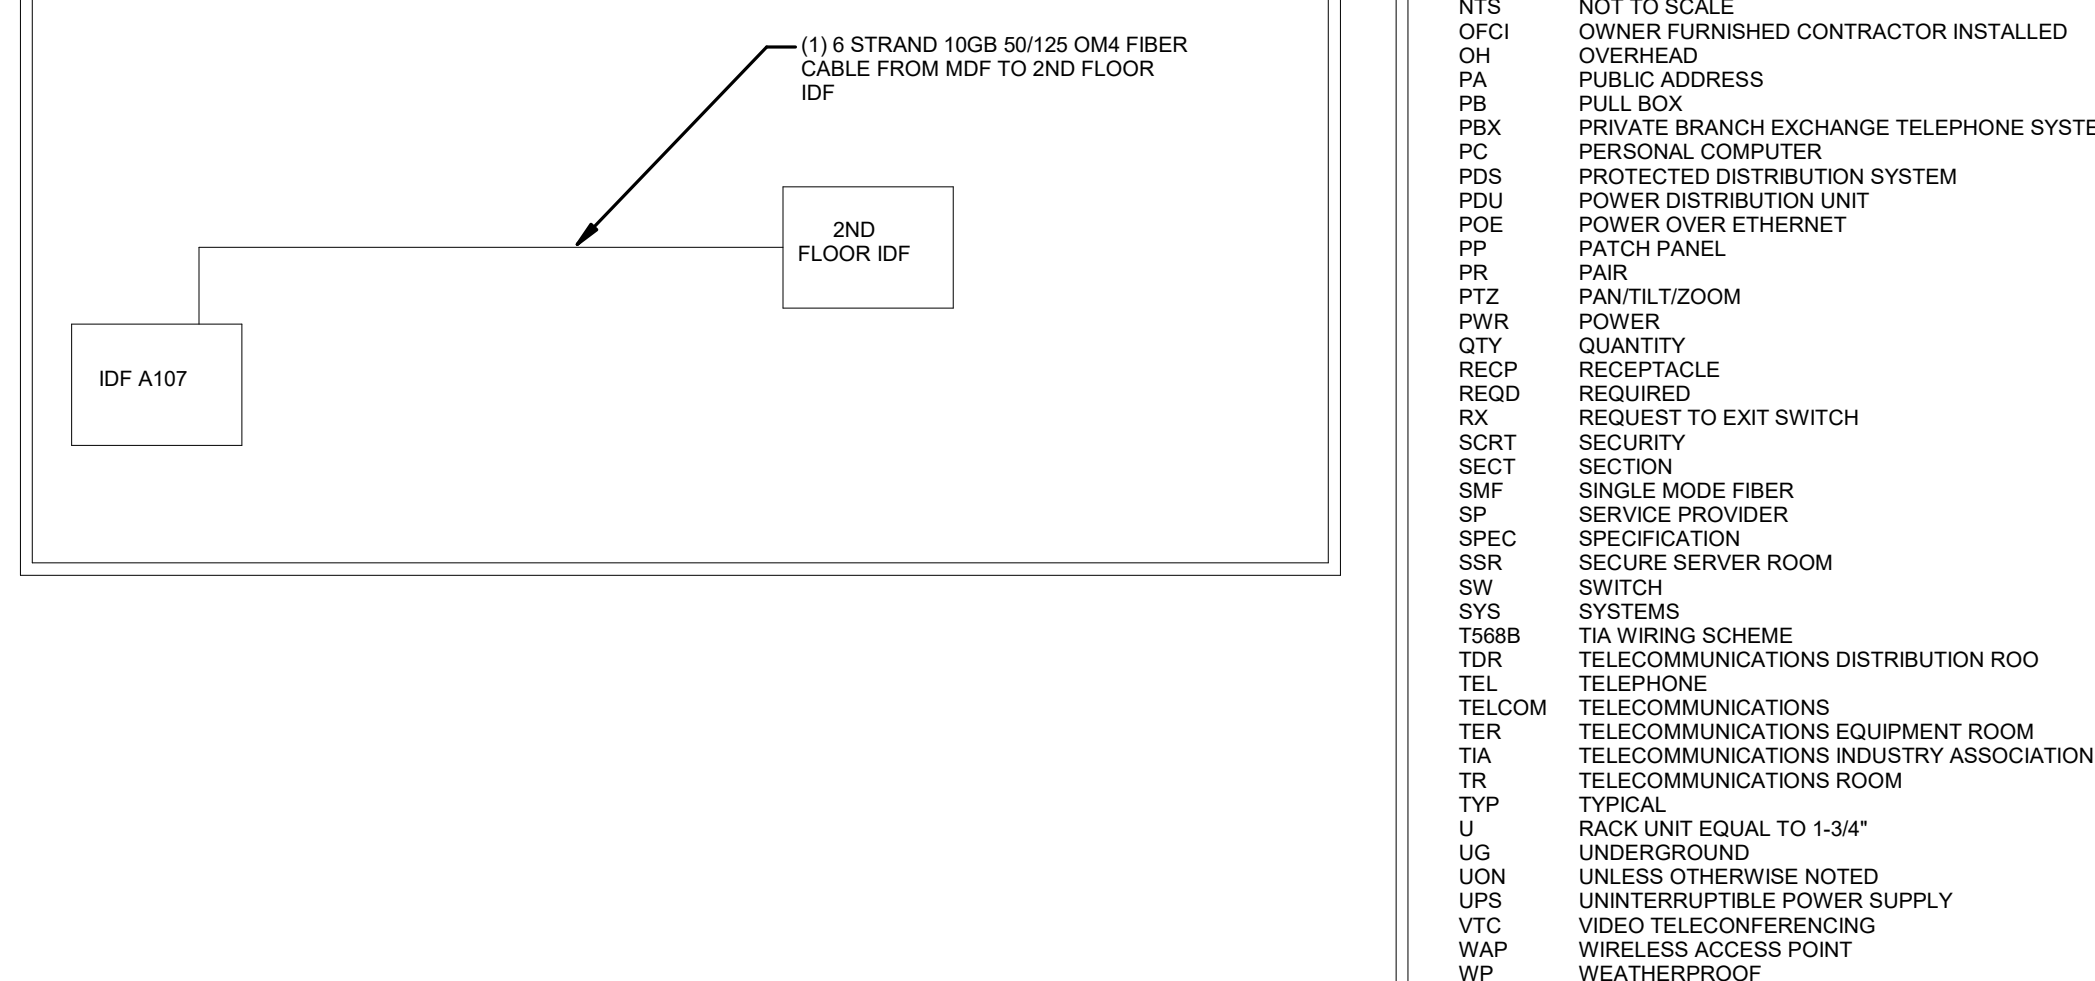 (1) 6 STRAND 10GB 50/125 OM4 FIBER
CABLE FROM MDF TO 2ND FLOOR
IDF
2ND
FLOOR IDF
IDF A107
NTS NOT TO SCALE
OFCI OWNER FURNISHED CONTRACTOR INSTALLED
OH OVERHEAD
PA PUBLIC ADDRESS
PB PULL BOX
PBX PRIVATE BRANCH EXCHANGE TELEPHONE SYSTE
PC PERSONAL COMPUTER
PDS PROTECTED DISTRIBUTION SYSTEM
PDU POWER DISTRIBUTION UNIT
POE POWER OVER ETHERNET
PP PATCH PANEL
PR PAIR
PTZ PAN/TILT/ZOOM
PWR POWER
QTY QUANTITY
RECP RECEPTACLE
REQD REQUIRED
RX REQUEST TO EXIT SWITCH
SCRT SECURITY
SECT SECTION
SMF SINGLE MODE FIBER
SP SERVICE PROVIDER
SPEC SPECIFICATION
SSR SECURE SERVER ROOM
SW SWITCH
SYS SYSTEMS
T568B TIA WIRING SCHEME
TDR TELECOMMUNICATIONS DISTRIBUTION ROO
TEL TELEPHONE
TELCOM TELECOMMUNICATIONS
TER TELECOMMUNICATIONS EQUIPMENT ROOM
TIA TELECOMMUNICATIONS INDUSTRY ASSOCIATION
TR TELECOMMUNICATIONS ROOM
TYP TYPICAL
U RACK UNIT EQUAL TO 1-3/4"
UG UNDERGROUND
UON UNLESS OTHERWISE NOTED
UPS UNINTERRUPTIBLE POWER SUPPLY
VTC VIDEO TELECONFERENCING
WAP WIRELESS ACCESS POINT
WP WEATHERPROOF